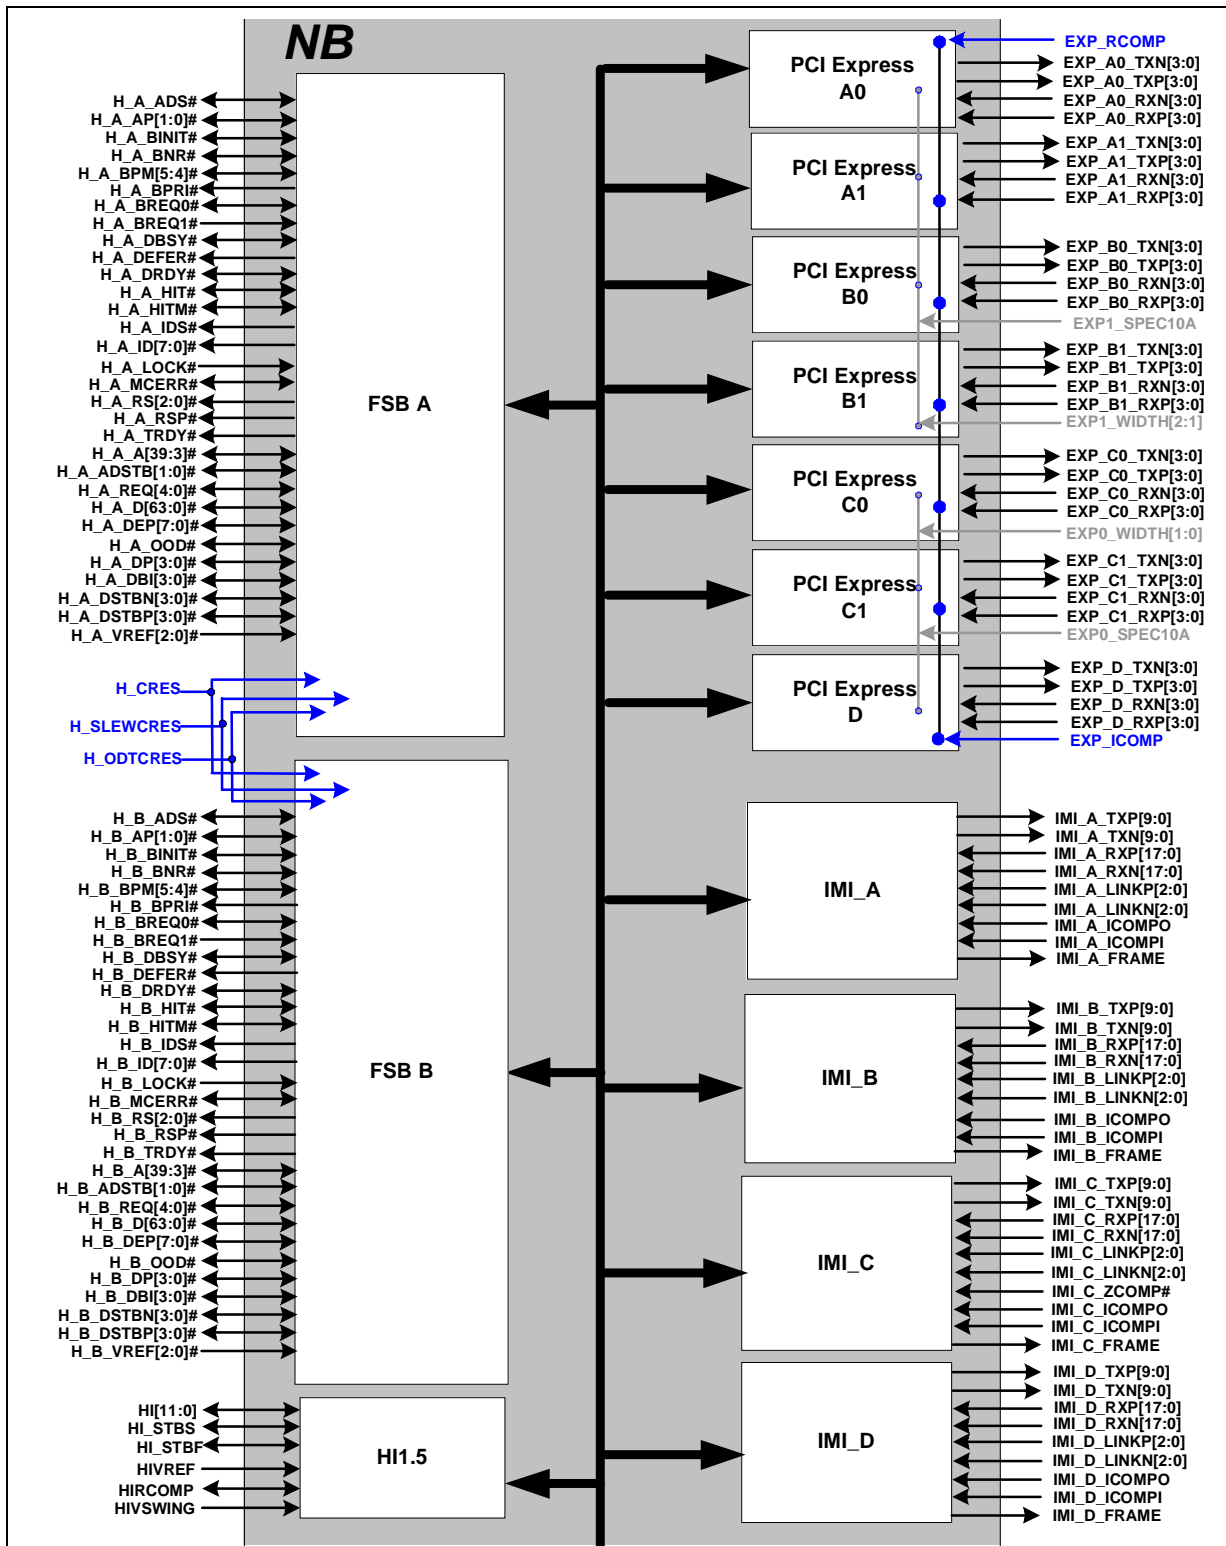 NB
H_A_ADS#
H_A_AP[1:0]#
H_A_BINIT#
H_A_BNR#
H_A_BPM[5:4]#
H_A_BPRI#
H_A_BREQ0#
H_A_BREQ1#
H_A_DBSY#
H_A_DEFER#
H_A_DRDY#
H_A_HIT#
H_A_HITM#
H_A_IDS#
H_A_ID[7:0]#
H_A_LOCK#
H_A_MCERR#
H_A_RS[2:0]#
H_A_RSP#
H_A_TRDY#
H_A_A[39:3]#
H_A_ADSTB[1:0]#
H_A_REQ[4:0]#
H_A_D[63:0]#
H_A_DEP[7:0]#
H_A_OOD#
H_A_DP[3:0]#
H_A_DBI[3:0]#
H_A_DSTBN[3:0]#
H_A_DSTBP[3:0]#
H_A_VREF[2:0]#
FSB A
H_CRES
H_SLEWCRES
H_ODTCRES
H_B_ADS#
H_B_AP[1:0]#
H_B_BINIT#
H_B_BNR#
H_B_BPM[5:4]#
H_B_BPRI#
H_B_BREQ0#
H_B_BREQ1#
H_B_DBSY#
H_B_DEFER#
H_B_DRDY#
H_B_HIT#
H_B_HITM#
H_B_IDS#
H_B_ID[7:0]#
H_B_LOCK#
H_B_MCERR#
H_B_RS[2:0]#
H_B_RSP#
H_B_TRDY#
H_B_A[39:3]#
H_B_ADSTB[1:0]#
H_B_REQ[4:0]#
H_B_D[63:0]#
H_B_DEP[7:0]#
H_B_OOD#
H_B_DP[3:0]#
H_B_DBI[3:0]#
H_B_DSTBN[3:0]#
H_B_DSTBP[3:0]#
H_B_VREF[2:0]#
FSB B
HI[11:0]
HI_STBS
HI_STBF
HIVREF
HIRCOMP
HIVSWING
HI1.5
PCI Express
A0
EXP_RCOMP
EXP_A0_TXN[3:0]
EXP_A0_TXP[3:0]
EXP_A0_RXN[3:0]
EXP_A0_RXP[3:0]
PCI Express
A1
EXP_A1_TXN[3:0]
EXP_A1_TXP[3:0]
EXP_A1_RXN[3:0]
EXP_A1_RXP[3:0]
PCI Express
B0
EXP_B0_TXN[3:0]
EXP_B0_TXP[3:0]
EXP_B0_RXN[3:0]
EXP_B0_RXP[3:0]
EXP1_SPEC10A
PCI Express
B1
EXP_B1_TXN[3:0]
EXP_B1_TXP[3:0]
EXP_B1_RXN[3:0]
EXP_B1_RXP[3:0]
EXP1_WIDTH[2:1]
PCI Express
C0
EXP_C0_TXN[3:0]
EXP_C0_TXP[3:0]
EXP_C0_RXN[3:0]
EXP_C0_RXP[3:0]
EXP0_WIDTH[1:0]
PCI Express
C1
EXP_C1_TXN[3:0]
EXP_C1_TXP[3:0]
EXP_C1_RXN[3:0]
EXP_C1_RXP[3:0]
EXP0_SPEC10A
PCI Express
D
EXP_D_TXN[3:0]
EXP_D_TXP[3:0]
EXP_D_RXN[3:0]
EXP_D_RXP[3:0]
EXP_ICOMP
IMI_A
IMI_A_TXP[9:0]
IMI_A_TXN[9:0]
IMI_A_RXP[17:0]
IMI_A_RXN[17:0]
IMI_A_LINKP[2:0]
IMI_A_LINKN[2:0]
IMI_A_ICOMPO
IMI_A_ICOMPI
IMI_A_FRAME
IMI_B
IMI_B_TXP[9:0]
IMI_B_TXN[9:0]
IMI_B_RXP[17:0]
IMI_B_RXN[17:0]
IMI_B_LINKP[2:0]
IMI_B_LINKN[2:0]
IMI_B_ICOMPO
IMI_B_ICOMPI
IMI_B_FRAME
IMI_C
IMI_C_TXP[9:0]
IMI_C_TXN[9:0]
IMI_C_RXP[17:0]
IMI_C_RXN[17:0]
IMI_C_LINKP[2:0]
IMI_C_LINKN[2:0]
IMI_C_ZCOMP#
IMI_C_ICOMPO
IMI_C_ICOMPI
IMI_C_FRAME
IMI_D
IMI_D_TXP[9:0]
IMI_D_TXN[9:0]
IMI_D_RXP[17:0]
IMI_D_RXN[17:0]
IMI_D_LINKP[2:0]
IMI_D_LINKN[2:0]
IMI_D_ICOMPO
IMI_D_ICOMPI
IMI_D_FRAME